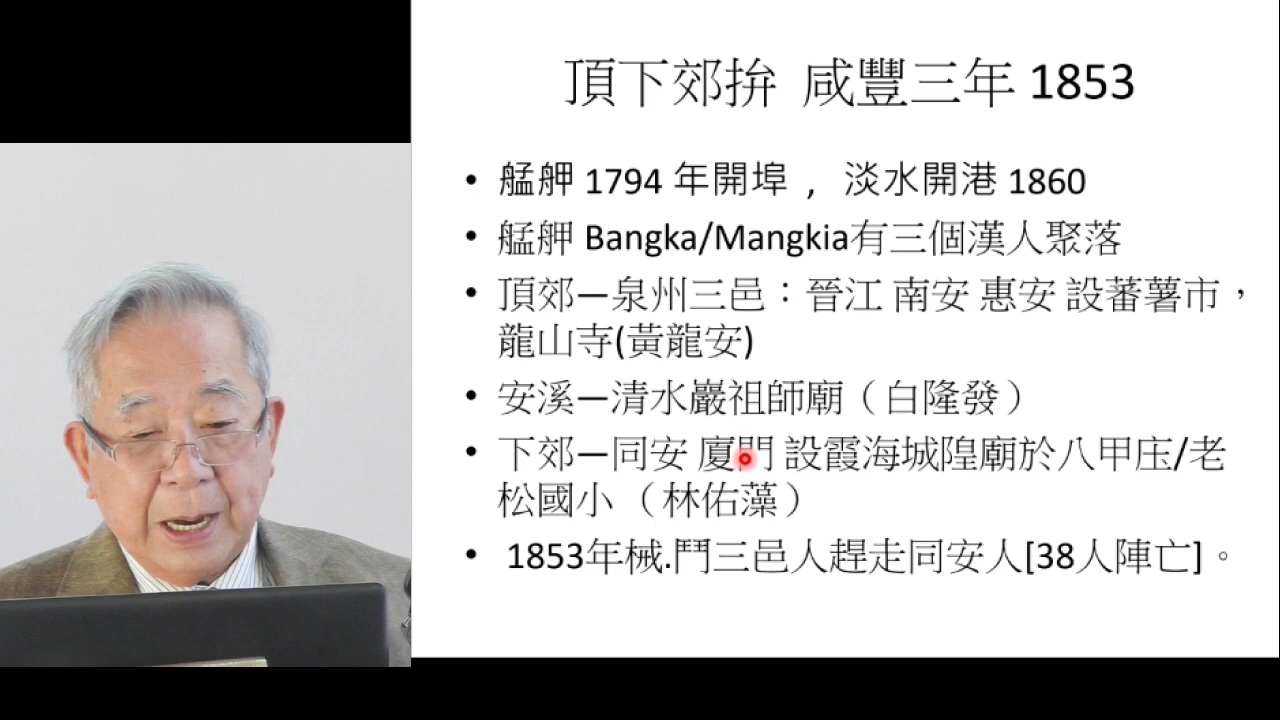 頂下郊拚 咸豐三年 1853
• 艋舺 1794 年開埠， 淡水開港 1860
• 艋舺 Bangka/Mangkia有三個漢人聚落
• 頂郊—泉州三邑：晉江 南安 惠安 設蕃薯市，
龍山寺(黃龍安)
• 安溪—清水巖祖師廟（白隆發）
• 下郊—同安 廈門 設霞海城隍廟於八甲庄/老
松國小 （林佑藻）
• 1853年械.鬥三邑人趕走同安人[38人陣亡]。